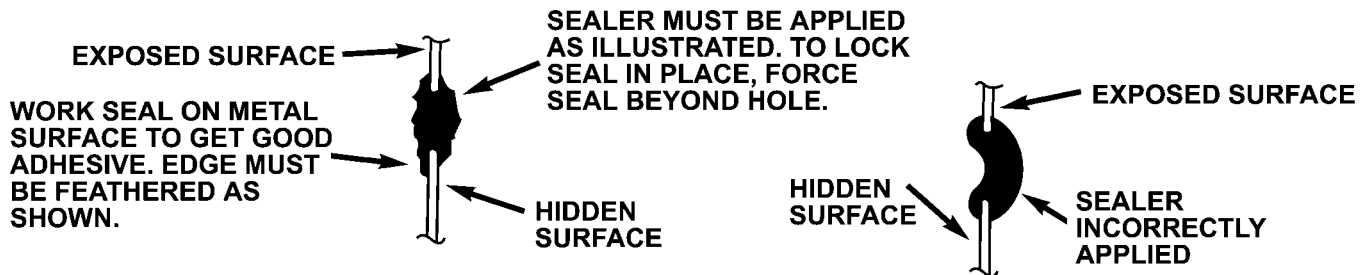 EXPOSED SURFACE
SEALER MUST BE APPLIED
AS ILLUSTRATED. TO LOCK
SEAL IN PLACE, FORCE
SEAL BEYOND HOLE.
WORK SEAL ON METAL
SURFACE TO GET GOOD
ADHESIVE. EDGE MUST
BE FEATHERED AS
SHOWN.
HIDDEN
SURFACE
EXPOSED SURFACE
HIDDEN
SURFACE
SEALER
INCORRECTLY
APPLIED